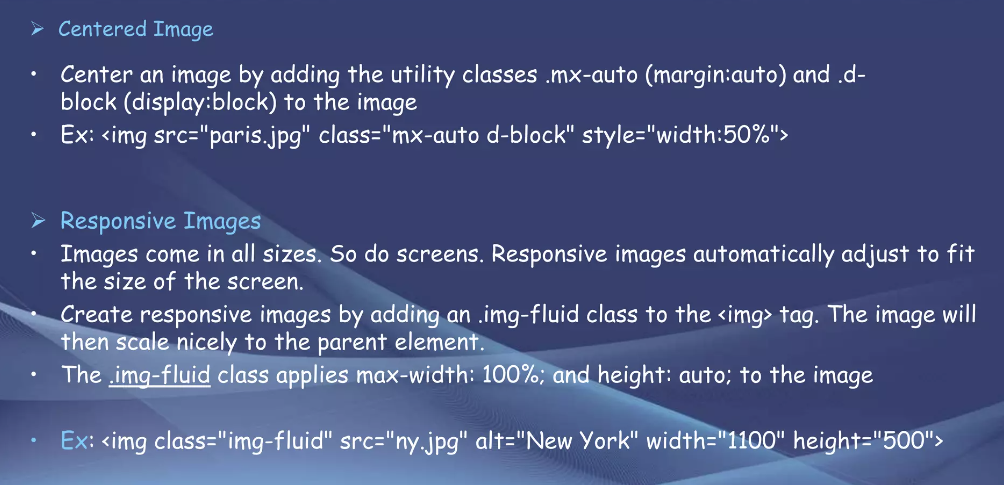 ➢ Centered Image
• Center an image by adding the utility classes .mx-auto (margin:auto) and .d-
block (display:block) to the image
• Ex: <img src="paris.jpg" class="mx-auto d-block" style="width:50%">
➢ Responsive Images
• Images come in all sizes. So do screens. Responsive images automatically adjust to fit
the size of the screen.
• Create responsive images by adding an .img-fluid class to the <img> tag. The image will
then scale nicely to the parent element.
• The .img-fluid class applies max-width: 100%; and height: auto; to the image
• Ex: <img class="img-fluid" src="ny.jpg" alt="New York" width="1100" height="500">